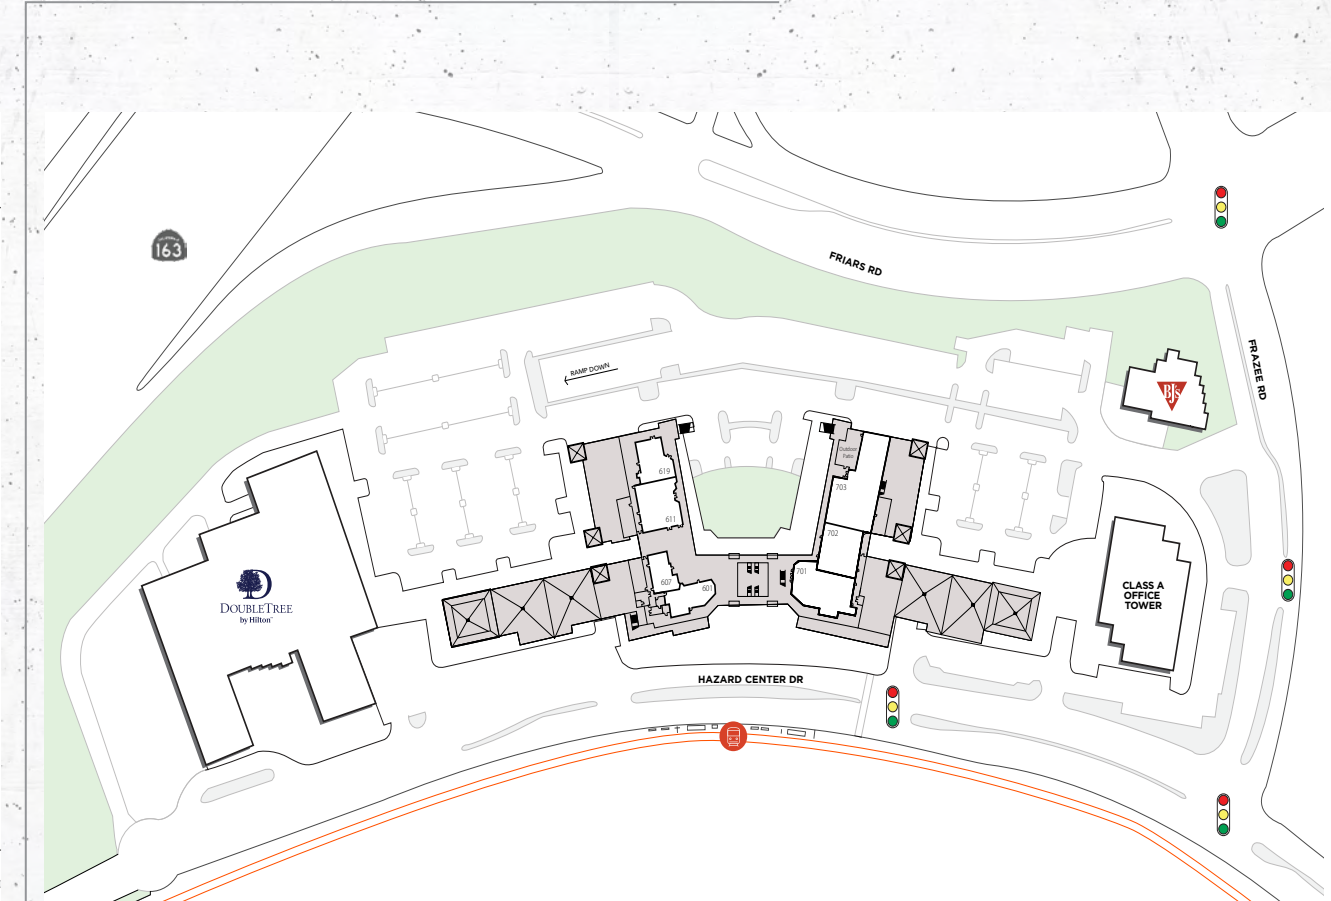 163
FRIARS RD
FRAZEE RD
RAMP DOWN
BJ's
Outdoor
Patio
619
703
611
702
701
607
601
DOUBLETREE
by Hilton™
CLASS A
OFFICE
TOWER
HAZARD CENTER DR